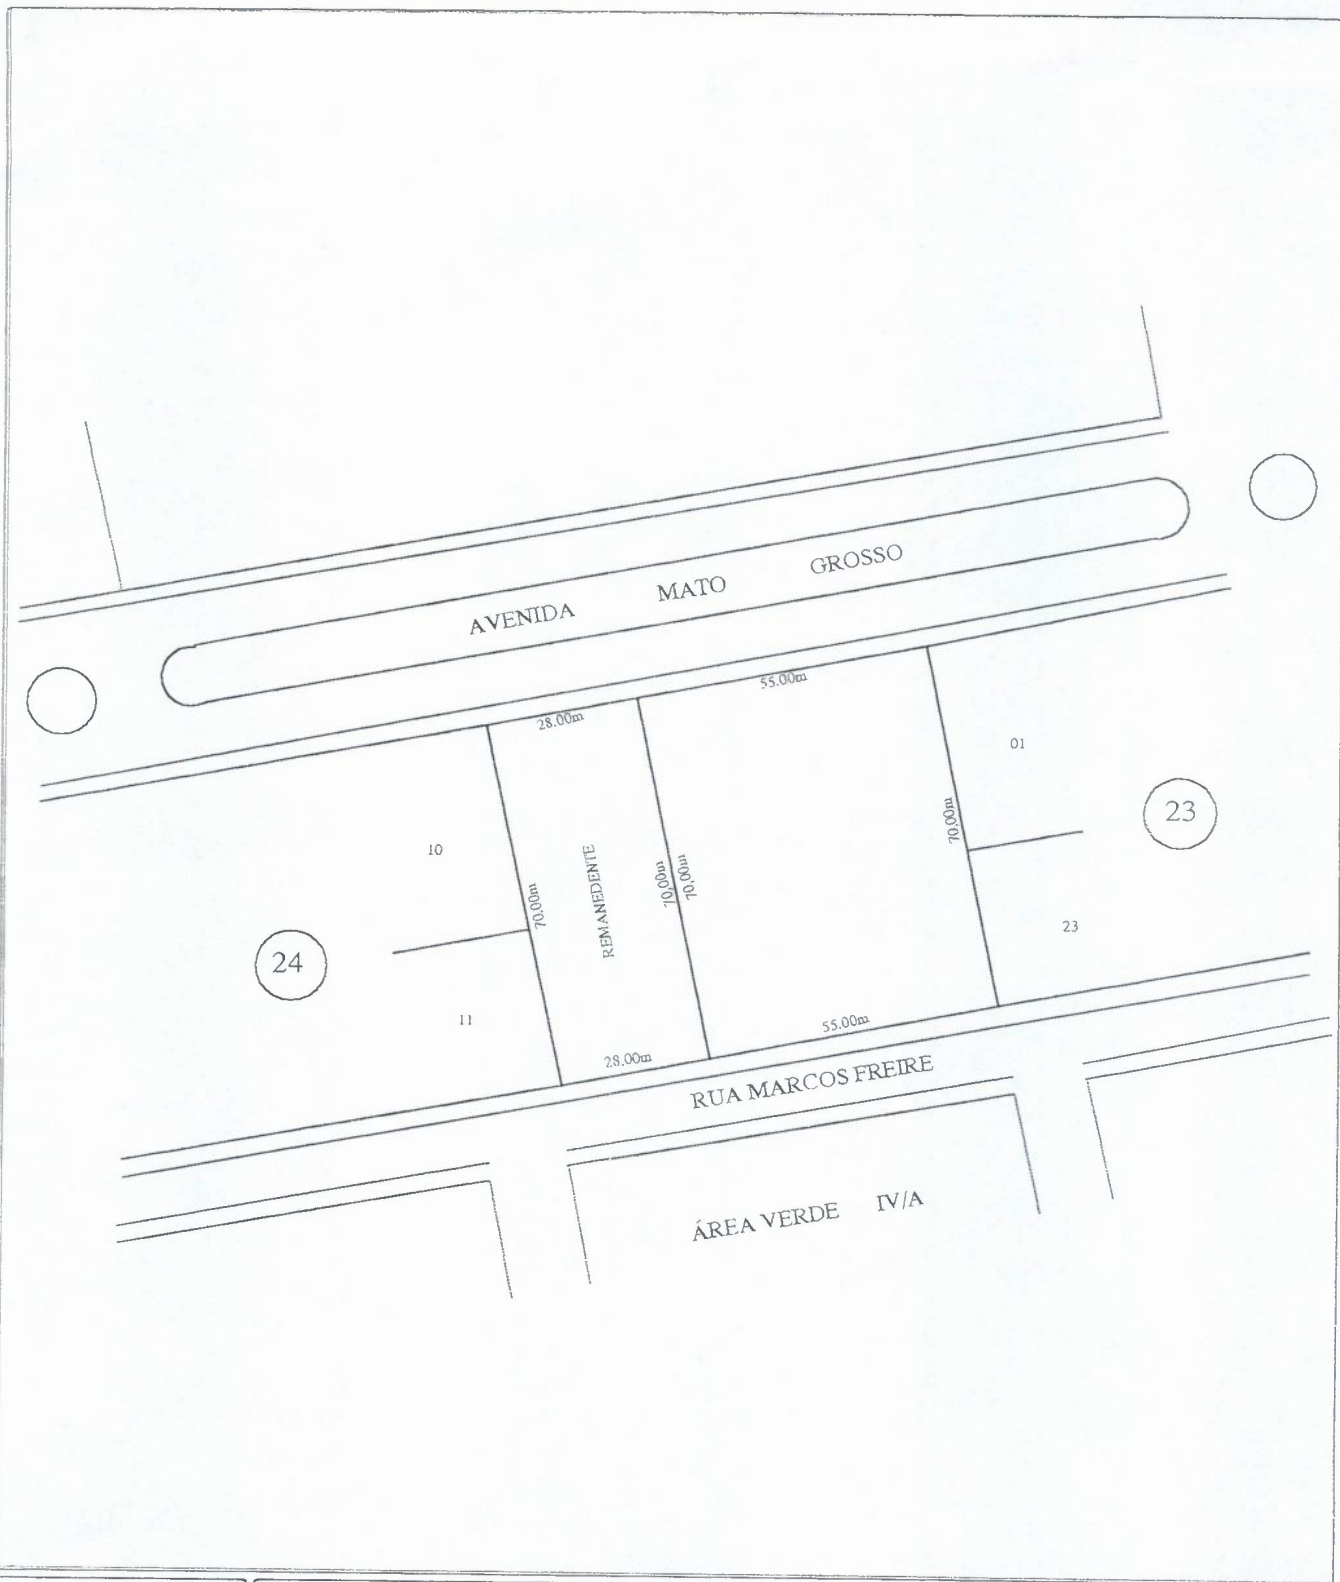 AVENIDA MATO GROSSO
55.00m
28.00m
01
23
70,00m
10
REMANEDENTE
70,00m
70,00m
70,00m
24
23
11
55.00m
28.00m
RUA MARCOS FREIRE
ÁREA VERDE IV/A